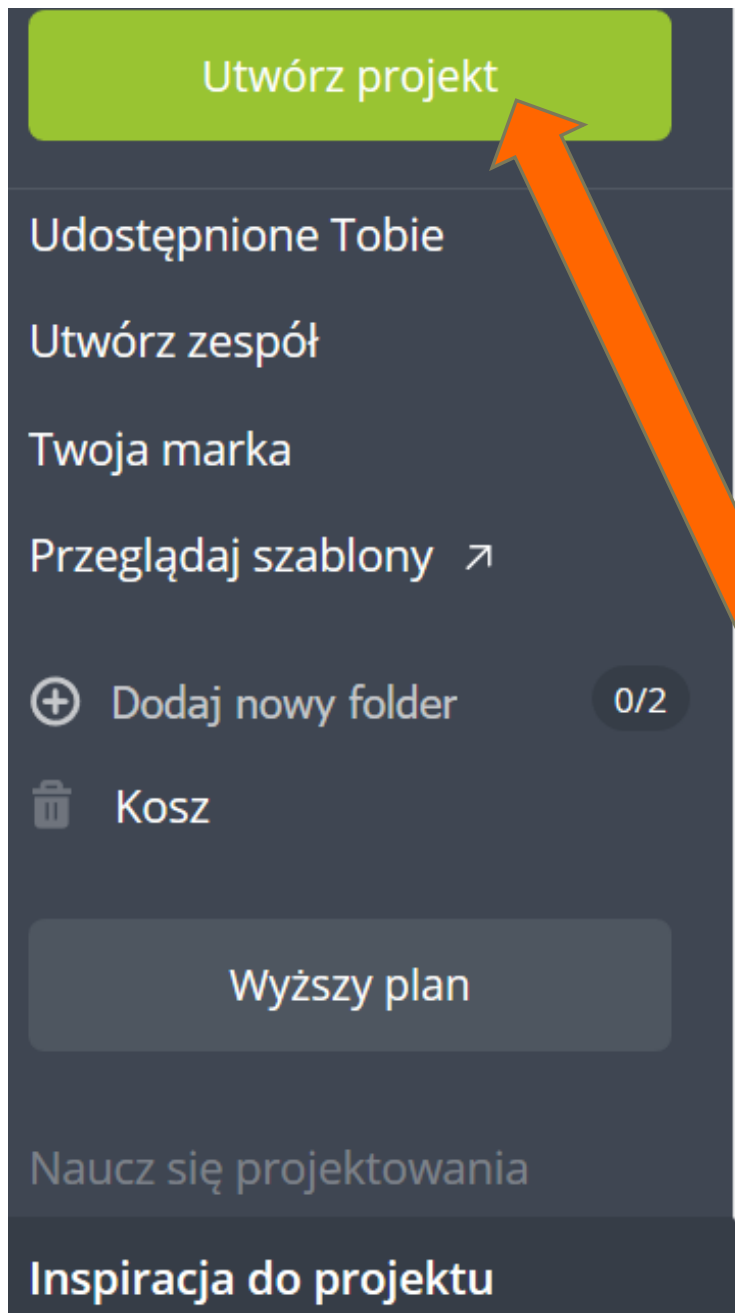 Utwórz projekt
Udostępnione Tobie
Utwórz zespół
Twoja marka
Przeglądaj szablony
Dodaj nowy folder 0/2
Kosz
Wyższy plan
Naucz się projektowania
Inspiracja do projektu